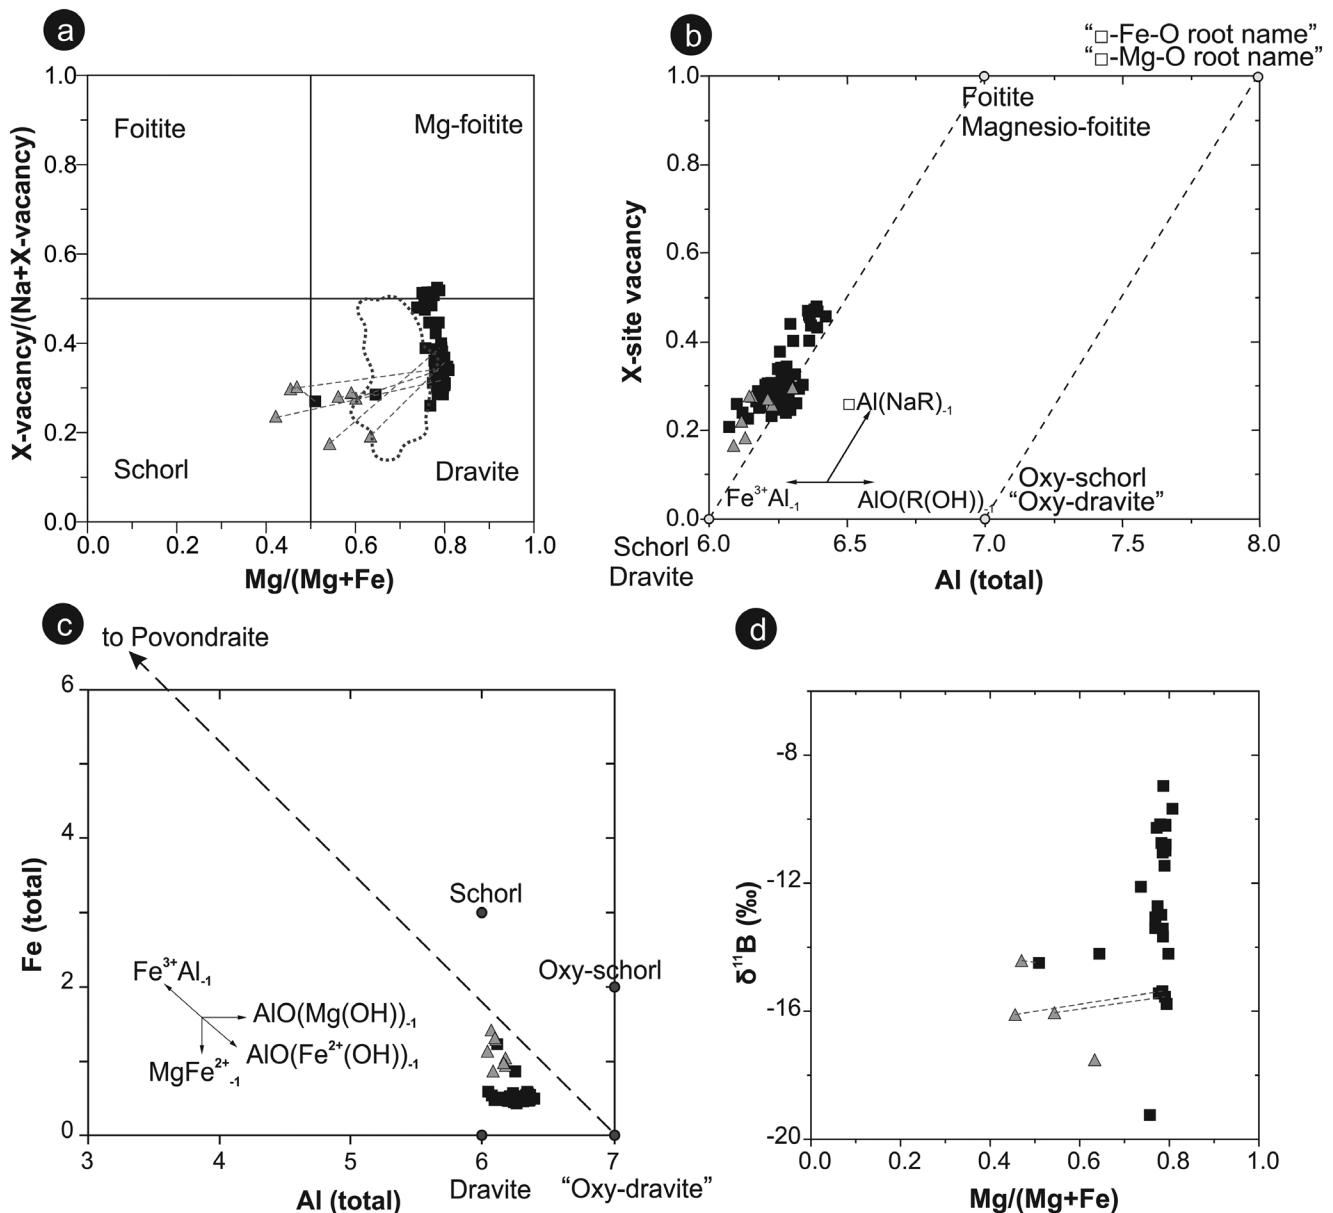 a
1.0
0.8
0.6
0.4
0.2
0.0
X-vacancy/(Na+X-vacancy)
Foitite
Mg-foitite
Schorl
Dravite
0.0 0.2 0.4 0.6 0.8 1.0
Mg/(Mg+Fe)
b
“□-Fe-O root name”
“□-Mg-O root name”
1.0
0.8
0.6
0.4
0.2
0.0
X-site vacancy
Foitite
Magnesio-foitite
□Al(NaR)-1
Fe3+Al-1
AlO(R(OH))-1
Oxy-schorl
“Oxy-dravite”
Schorl
Dravite
6.0 6.5 7.0 7.5 8.0
Al (total)
c
to Povondraite
6
4
2
0
Fe (total)
Schorl
Oxy-schorl
Fe3+Al-1
AlO(Mg(OH))-1
AlO(Fe2+(OH))-1
MgFe2+-1
3 4 5 6 7
Dravite “Oxy-dravite”
Al (total)
d
-8
-12
-16
-20
δ11B (‰)
0.0 0.2 0.4 0.6 0.8 1.0
Mg/(Mg+Fe)